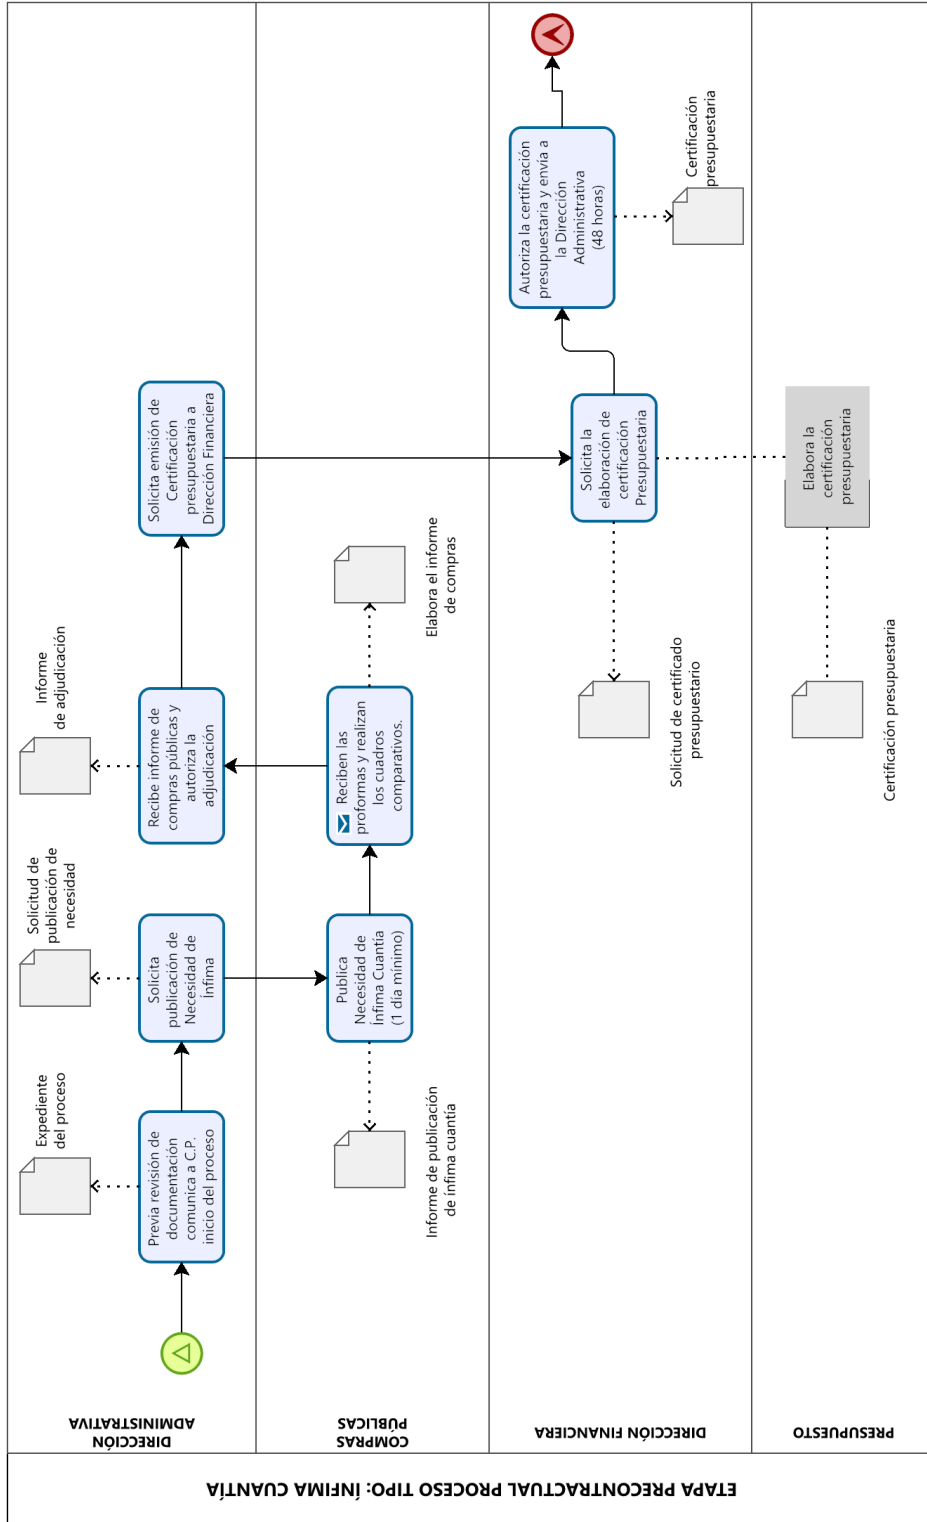 ETAPA PRECONTRACTUAL PROCESO TIPO: ÍNFIMA CUANTÍA
DIRECCIÓN
ADMINISTRATIVA
Previa revisión de
documentación
comunica a C.P.
inicio del proceso
Expediente
del proceso
Solicita
publicación de
Necesidad de
Ínfima
Solicitud de
publicación de
necesidad
Recibe informe de
compras públicas y
autoriza la
adjudicación
Informe
de adjudicación
Solicita emisión de
Certificación
presupuestaria a
Dirección Financiera
COMPRAS
PÚBLICAS
Publica
Necesidad de
Ínfima Cuantía
(1 dia minimo)
Informe de publicación
de ínfima cuantía
Reciben las
proformas y realizan
los cuadros
comparativos.
Elabora el informe
de compras
DIRECCIÓN FINANCIERA
Solicita la
elaboración de
certificación
Presupuestaria
Solicitud de certificado
presupuestario
Autoriza la certificación
presupuestaria y envía a
la Dirección
Administrativa
(48 horas)
Certificación
presupuestaria
PRESUPUESTO
Elabora la
certificación
presupuestaria
Certificación presupuestaria